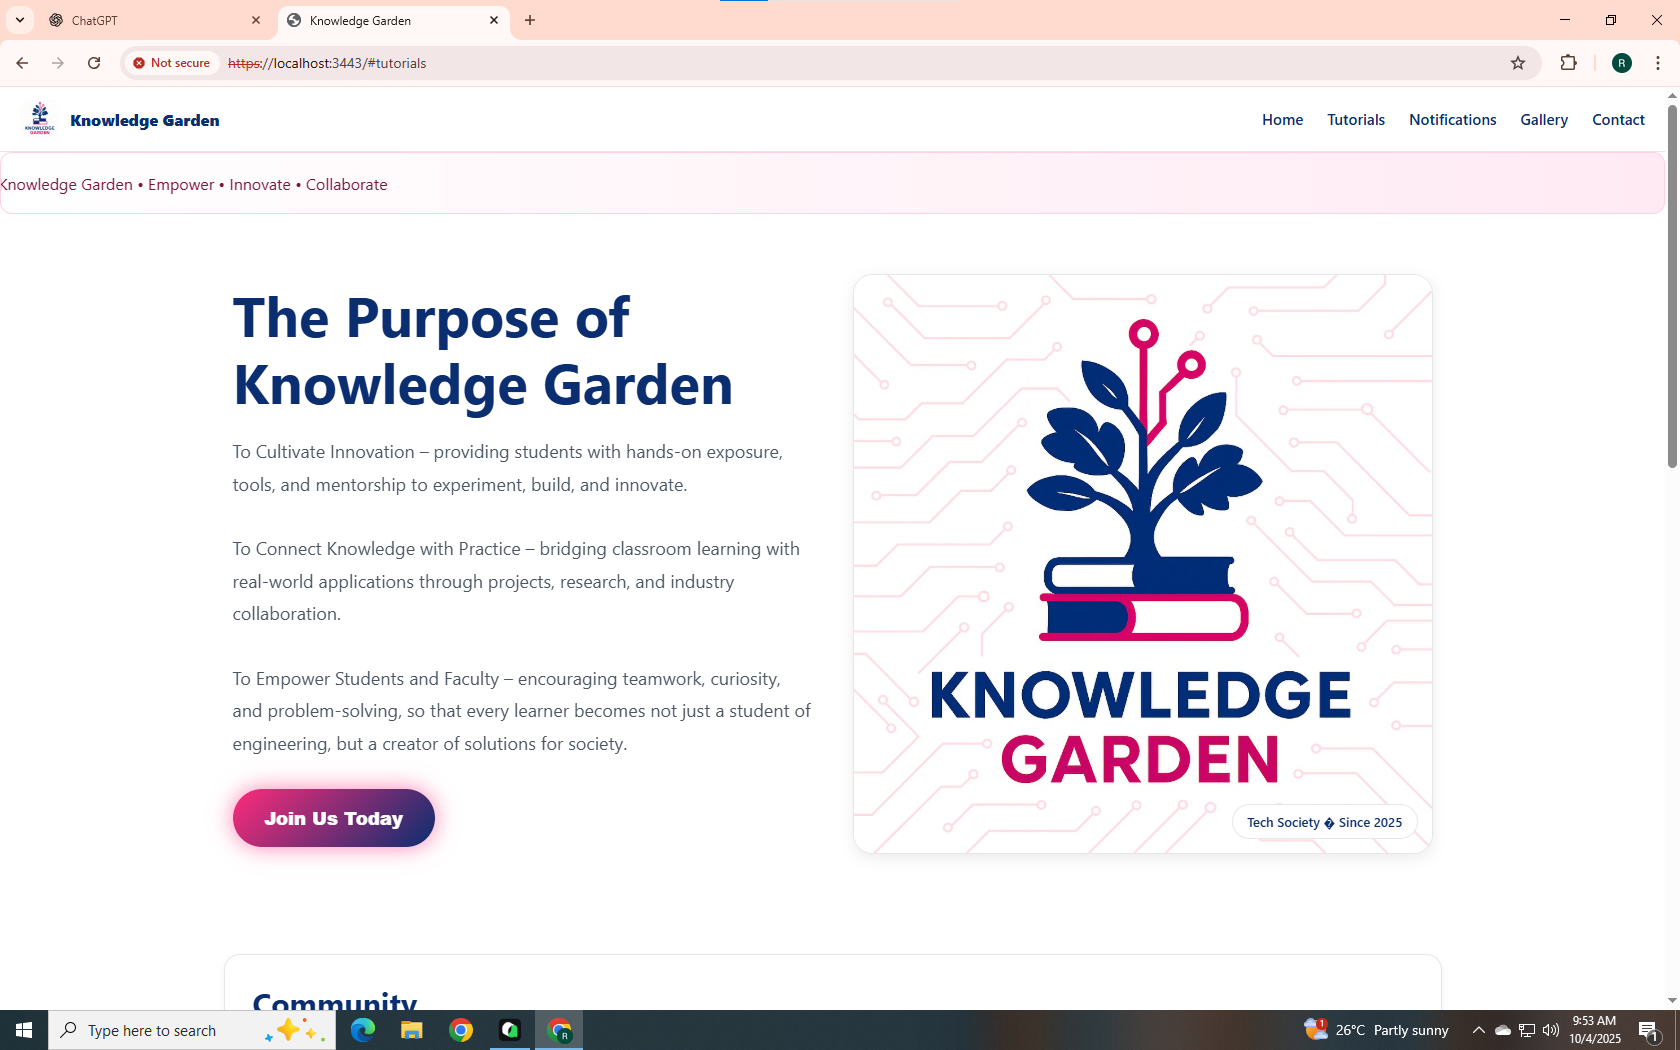 ChatGPT
Knowledge Garden
Not secure
https://localhost:3443/#tutorials
R
KNOWLEDGE
GARDEN
Knowledge Garden
Home
Tutorials
Notifications
Gallery
Contact
Knowledge Garden • Empower • Innovate • Collaborate
The Purpose of
Knowledge Garden
To Cultivate Innovation – providing students with hands-on exposure,
tools, and mentorship to experiment, build, and innovate.
To Connect Knowledge with Practice – bridging classroom learning with
real-world applications through projects, research, and industry
collaboration.
To Empower Students and Faculty – encouraging teamwork, curiosity,
and problem-solving, so that every learner becomes not just a student of
engineering, but a creator of solutions for society.
Join Us Today
KNOWLEDGE
GARDEN
Tech Society � Since 2025
Community
Type here to search
R
1
26°C Partly sunny
9:53 AM
10/4/2025
1